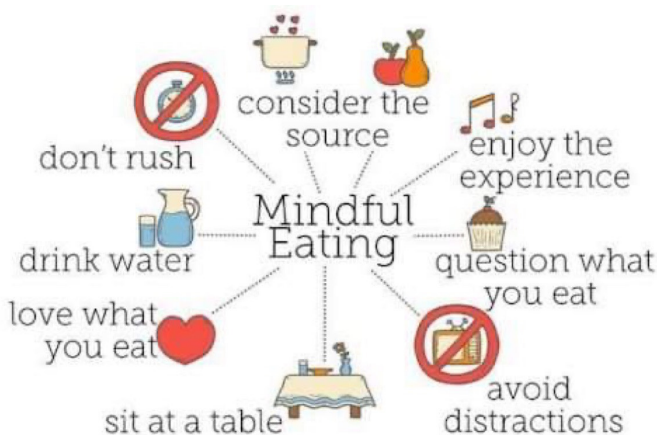 Mindful
Eating
consider the
source
enjoy the
experience
question what
you eat
avoid
distractions
sit at a table
love what
you eat
drink water
don't rush